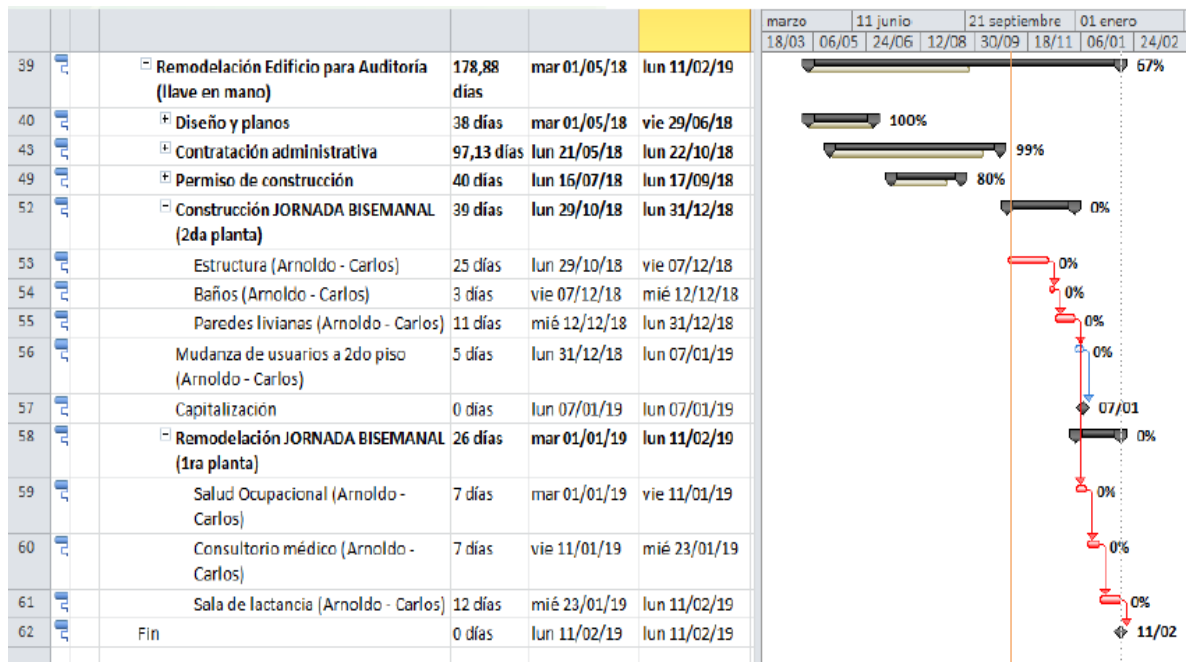 marzo 11 junio 21 septiembre 01 enero
18/03 06/05 24/06 12/08 30/09 18/11 06/01 24/02
39 Remodelación Edificio para Auditoría 178,88 mar 01/05/18 lun 11/02/19 67%
(llave en mano) días
40 Diseño y planos 38 días mar 01/05/18 vie 29/06/18 100%
43 Contratación administrativa 97,13 días lun 21/05/18 lun 22/10/18 99%
49 Permiso de construcción 40 días lun 16/07/18 lun 17/09/18 80%
52 Construcción JORNADA BISEMANAL 39 días lun 29/10/18 lun 31/12/18 0%
(2da planta)
53 Estructura (Arnoldo - Carlos) 25 días lun 29/10/18 vie 07/12/18 0%
54 Baños (Arnoldo - Carlos) 3 días vie 07/12/18 mié 12/12/18 0%
55 Paredes livianas (Arnoldo - Carlos) 11 días mié 12/12/18 lun 31/12/18 0%
56 Mudanza de usuarios a 2do piso 5 días lun 31/12/18 lun 07/01/19 0%
(Arnoldo - Carlos)
57 Capitalización 0 días lun 07/01/19 lun 07/01/19 07/01
58 Remodelación JORNADA BISEMANAL 26 días mar 01/01/19 lun 11/02/19 0%
(1ra planta)
59 Salud Ocupacional (Arnoldo - 7 días mar 01/01/19 vie 11/01/19 0%
Carlos)
60 Consultorio médico (Arnoldo - 7 días vie 11/01/19 mié 23/01/19 0%
Carlos)
61 Sala de lactancia (Arnoldo - Carlos) 12 días mié 23/01/19 lun 11/02/19 0%
62 Fin 0 días lun 11/02/19 lun 11/02/19 11/02